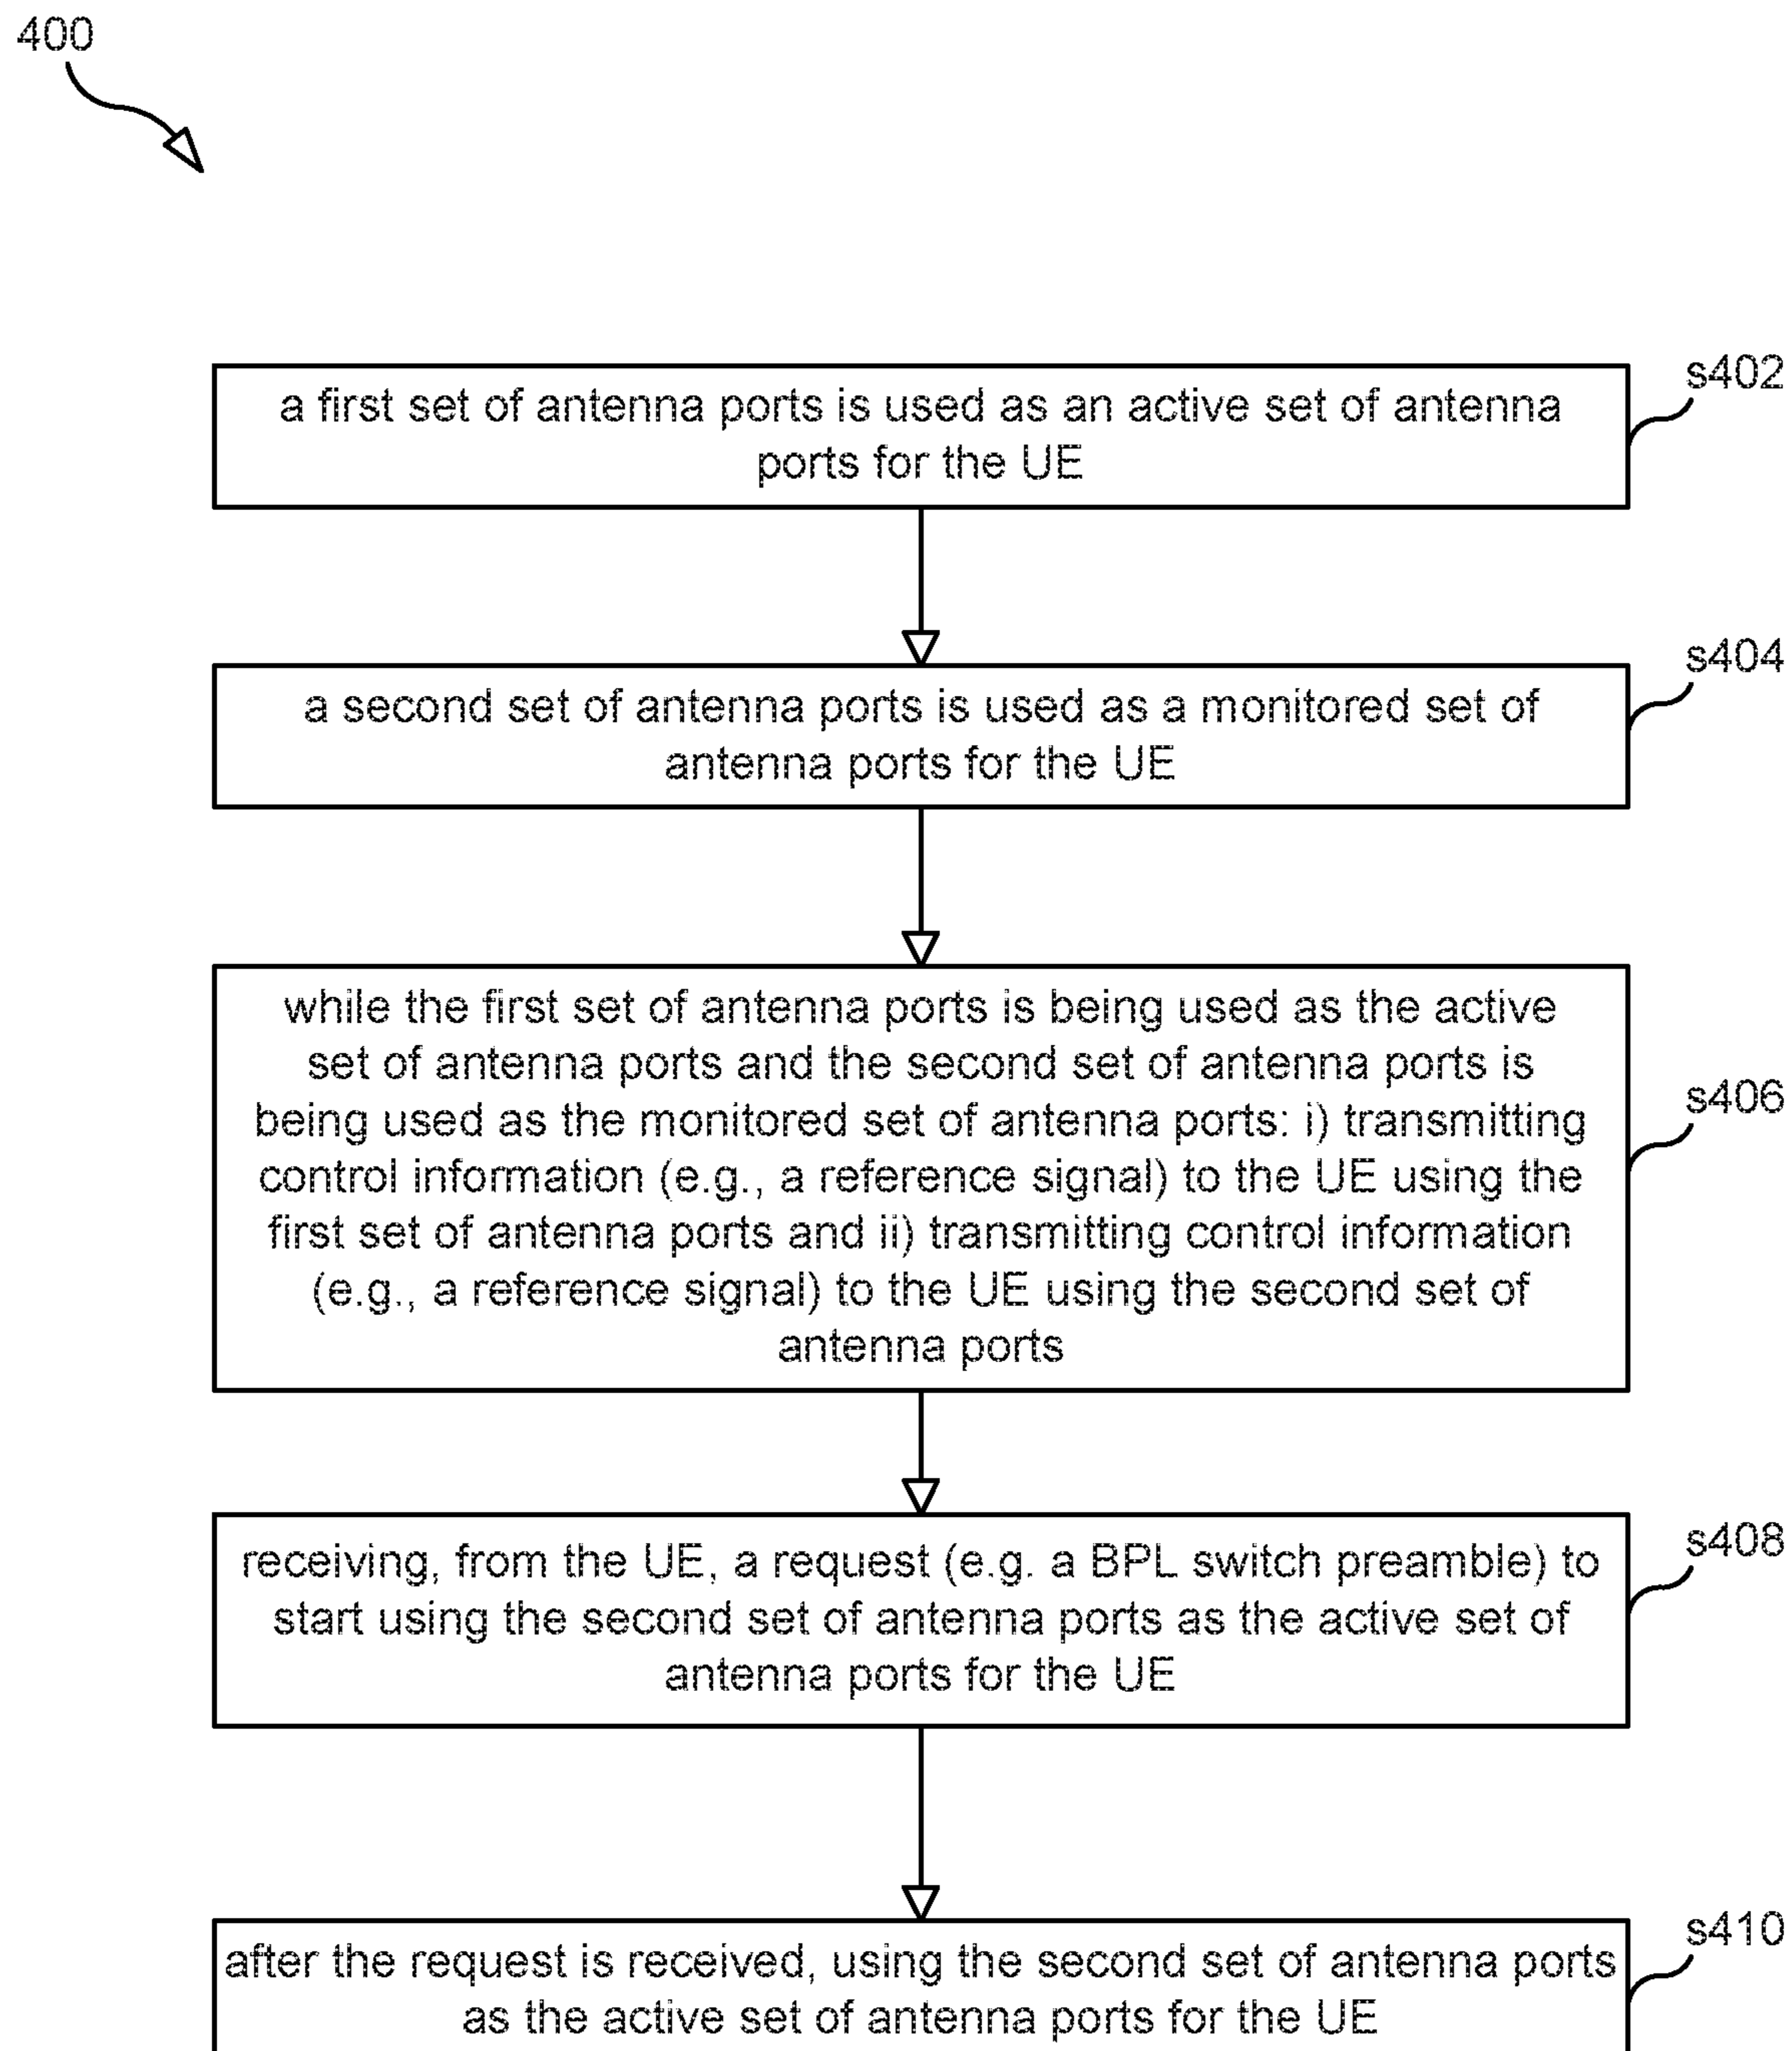 400
s402
a first set of antenna ports is used as an active set of antenna
ports for the UE
s404
a second set of antenna ports is used as a monitored set of
antenna ports for the UE
while the first set of antenna ports is being used as the active
set of antenna ports and the second set of antenna ports is
being used as the monitored set of antenna ports: i) transmitting
control information (e.g., a reference signal) to the UE using the
first set of antenna ports and ii) transmitting control information
(e.g., a reference signal) to the UE using the second set of
antenna ports
s406
receiving, from the UE, a request (e.g. a BPL switch preamble) to
start using the second set of antenna ports as the active set of
antenna ports for the UE
s408
after the request is received, using the second set of antenna ports
as the active set of antenna ports for the UE
s410